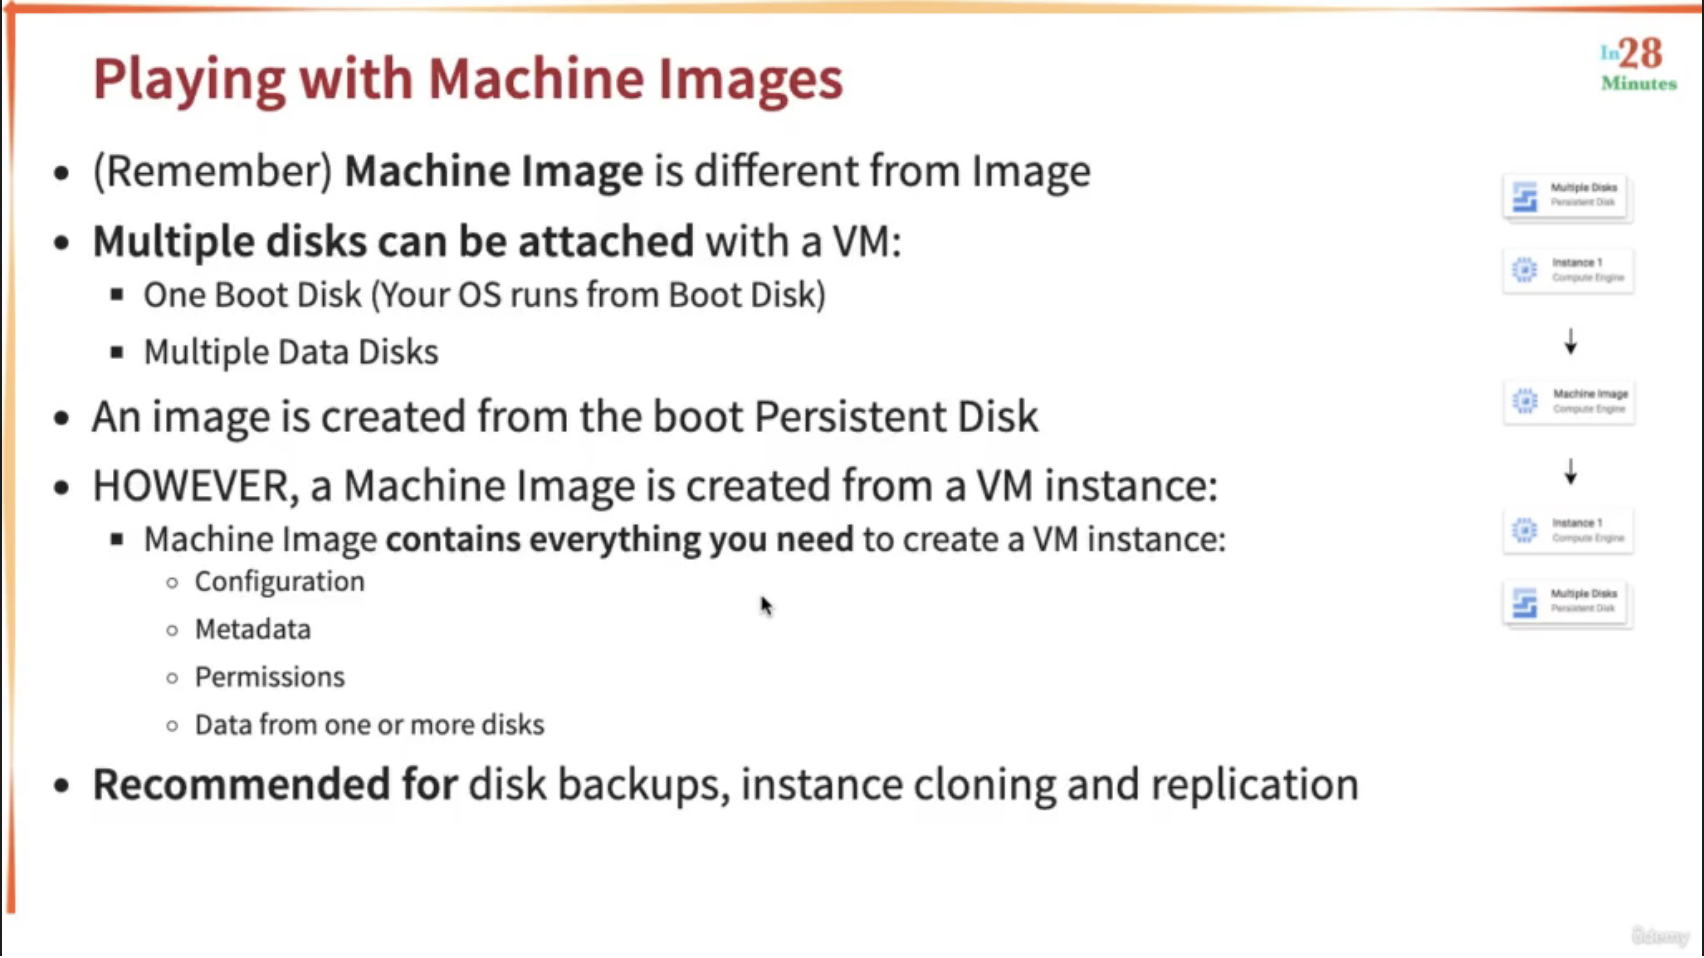 Playing with Machine Images
In28
Minutes
(Remember) Machine Image is different from Image
Multiple disks can be attached with a VM:
One Boot Disk (Your OS runs from Boot Disk)
Multiple Data Disks
An image is created from the boot Persistent Disk
HOWEVER, a Machine Image is created from a VM instance:
Machine Image contains everything you need to create a VM instance:
Configuration
Metadata
Permissions
Data from one or more disks
Recommended for disk backups, instance cloning and replication
Multiple Disks
Persistent Disk
Instance 1
Compute Engine
Machine Image
Compute Engine
Instance 1
Compute Engine
Multiple Disks
Persistent Disk
ûdemy